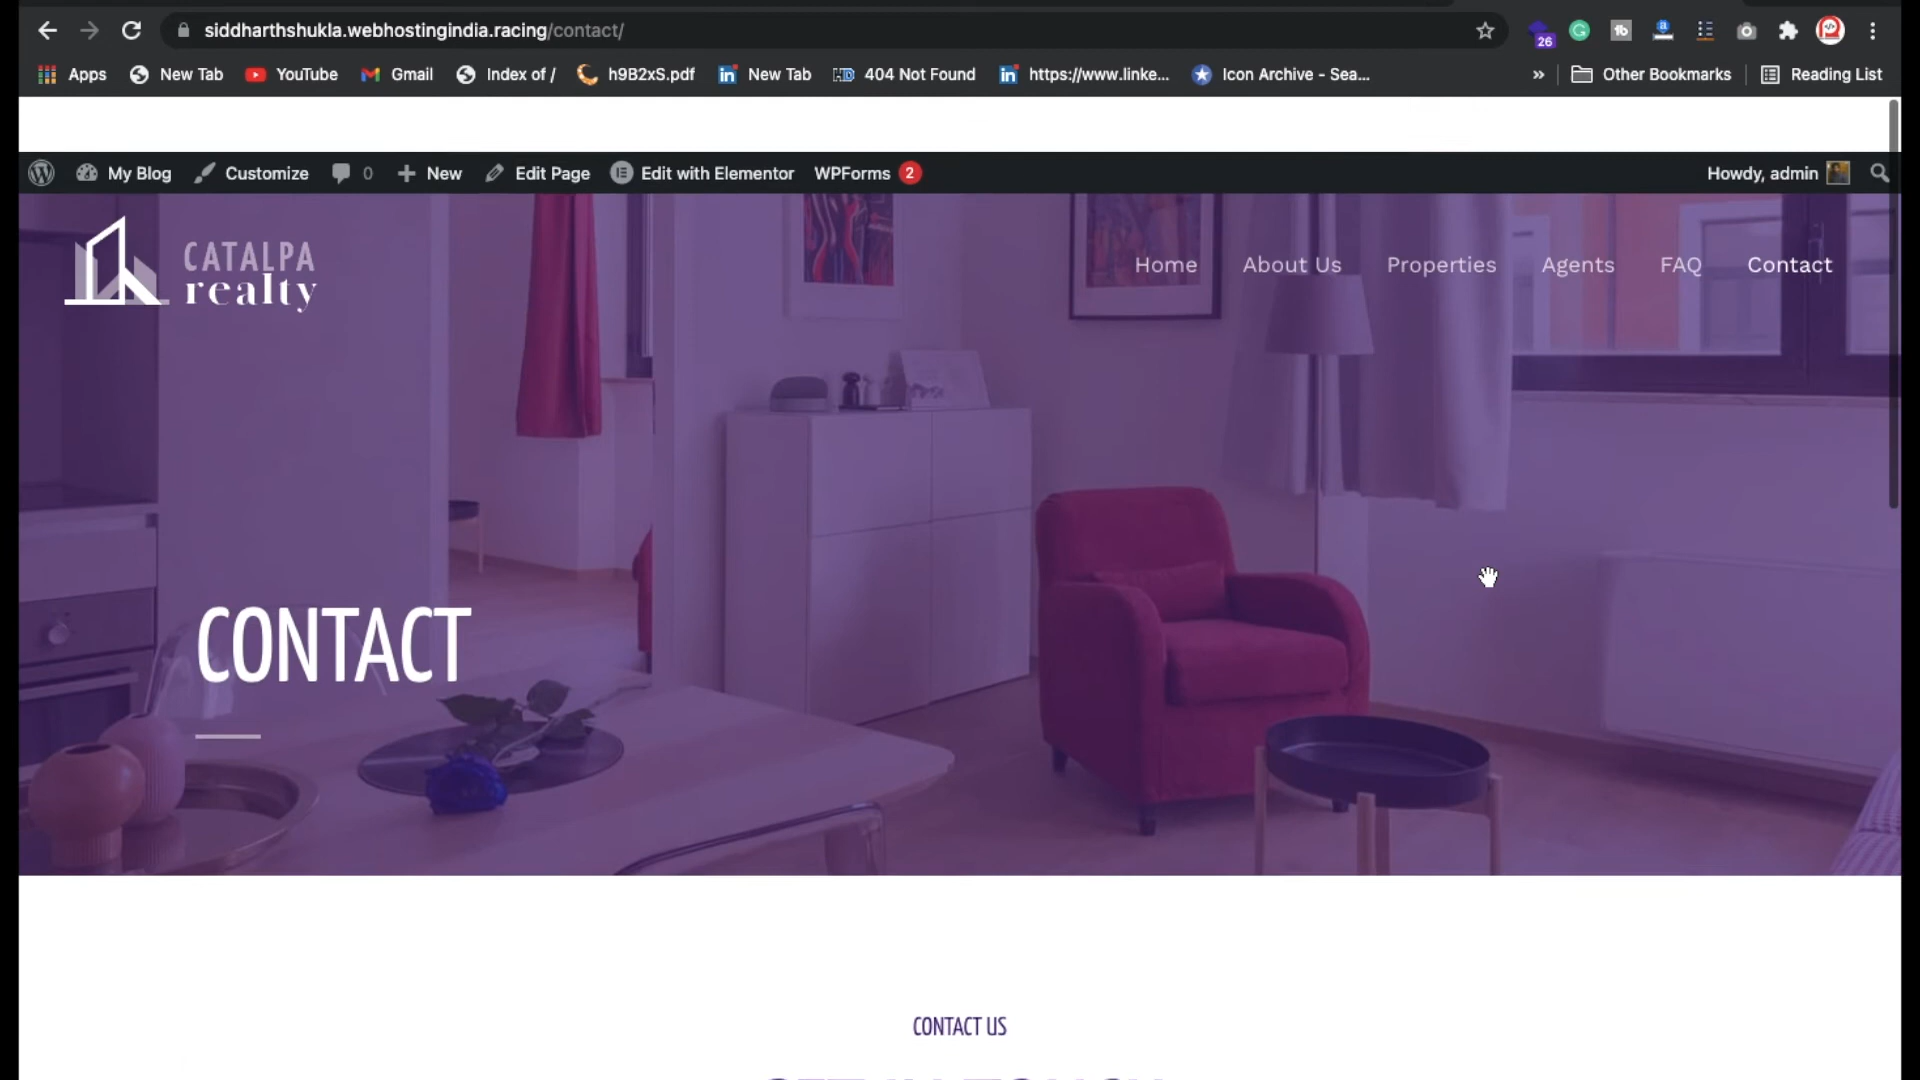 siddharthshukla.webhostingindia.racing/contact/
26
Apps New Tab YouTube Gmail Index of / h9B2xS.pdf New Tab 404 Not Found https://www.linke... Icon Archive - Sea... » Other Bookmarks Reading List
My Blog Customize 0 New Edit Page Edit with Elementor WPForms 2 Howdy, admin
CATALPA
realty
Home About Us Properties Agents FAQ Contact
CONTACT
CONTACT US